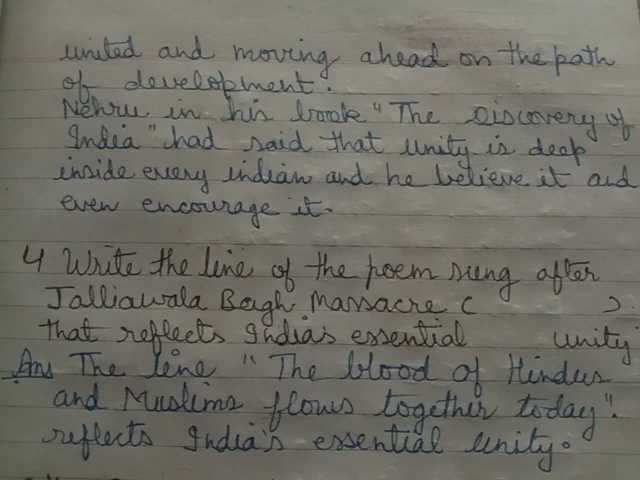 united and moving ahead on the path
of development.
Nehru in his book "The Discovery of
India" had said that unity is deep
inside every indian and he believe it and
even encourage it.
4 Write the line of the poem sung after
Jalliawala Bagh Massacre ( ).
that reflects India's essential unity
Ans The line "The blood of Hindus
and Muslims flows together today".
reflects India's essential unity.